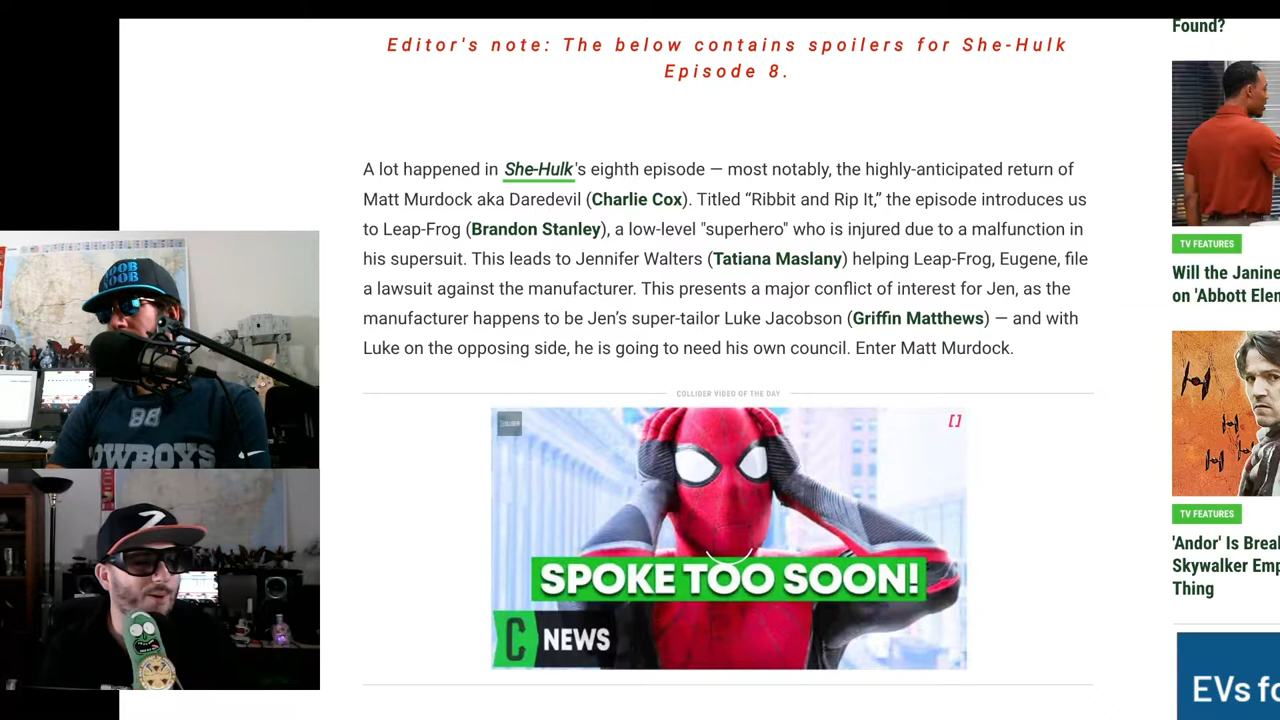 Found?
Editor's note: The below contains spoilers for She-Hulk
Episode 8.
A lot happened in She-Hulk's eighth episode — most notably, the highly-anticipated return of
Matt Murdock aka Daredevil (Charlie Cox). Titled “Ribbit and Rip It,” the episode introduces us
to Leap-Frog (Brandon Stanley), a low-level "superhero" who is injured due to a malfunction in
his supersuit. This leads to Jennifer Walters (Tatiana Maslany) helping Leap-Frog, Eugene, file
a lawsuit against the manufacturer. This presents a major conflict of interest for Jen, as the
manufacturer happens to be Jen’s super-tailor Luke Jacobson (Griffin Matthews) — and with
Luke on the opposing side, he is going to need his own council. Enter Matt Murdock.
COLLIDER VIDEO OF THE DAY
[ ]
SPOKE TOO SOON!
C NEWS
TV FEATURES
Will the Janine
on 'Abbott Elen
TV FEATURES
'Andor' Is Breal
Skywalker Emp
Thing
EVs fo
NOOB
NOOB
88
COWBOYS
Z